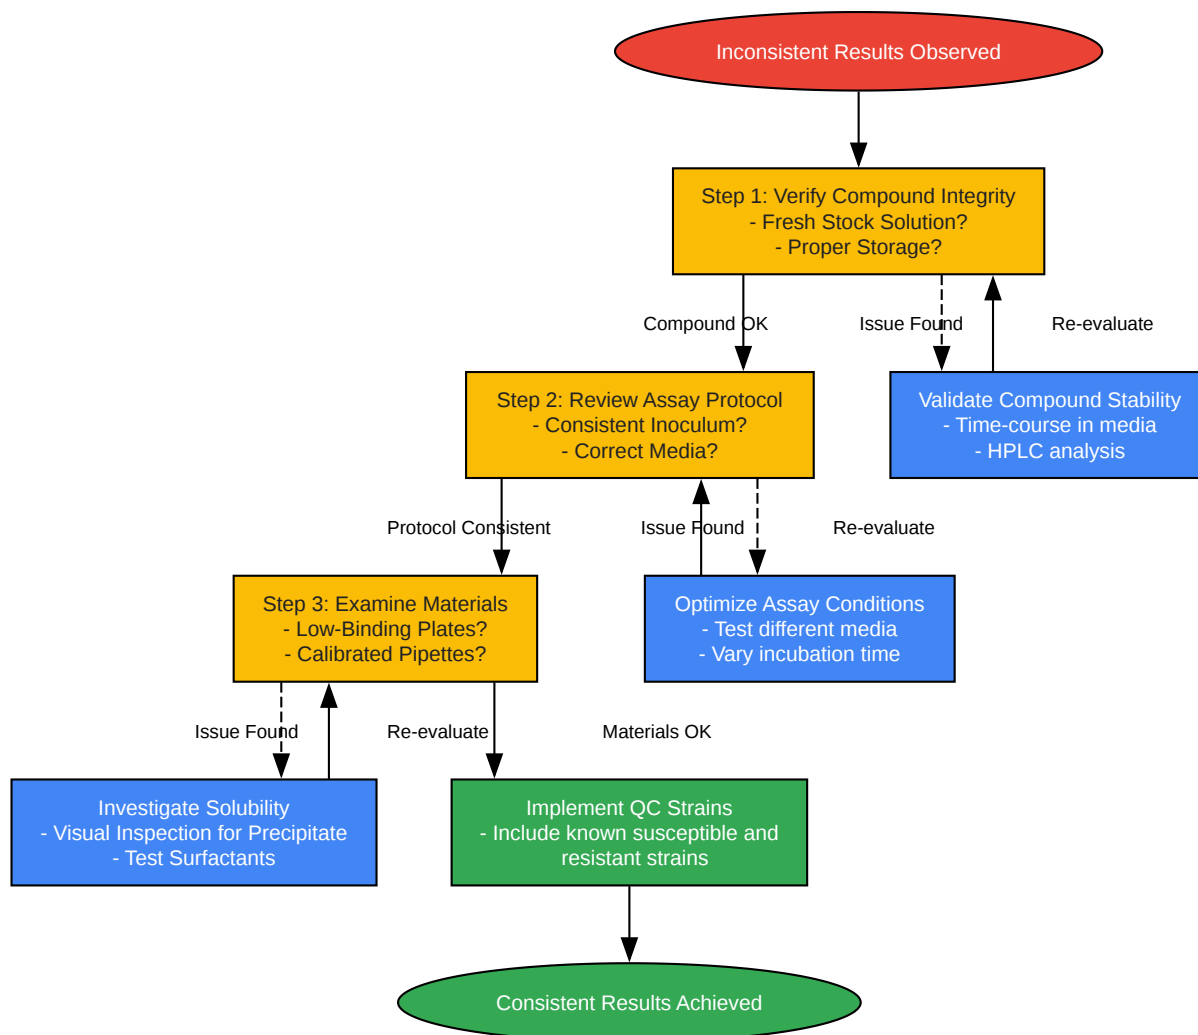 Inconsistent Results Observed
Step 1: Verify Compound Integrity
- Fresh Stock Solution?
- Proper Storage?
Compound OK
Issue Found
Re-evaluate
Step 2: Review Assay Protocol
- Consistent Inoculum?
- Correct Media?
Validate Compound Stability
- Time-course in media
- HPLC analysis
Protocol Consistent
Issue Found
Re-evaluate
Step 3: Examine Materials
- Low-Binding Plates?
- Calibrated Pipettes?
Optimize Assay Conditions
- Test different media
- Vary incubation time
Issue Found
Re-evaluate
Materials OK
Investigate Solubility
- Visual Inspection for Precipitate
- Test Surfactants
Implement QC Strains
- Include known susceptible and
resistant strains
Consistent Results Achieved